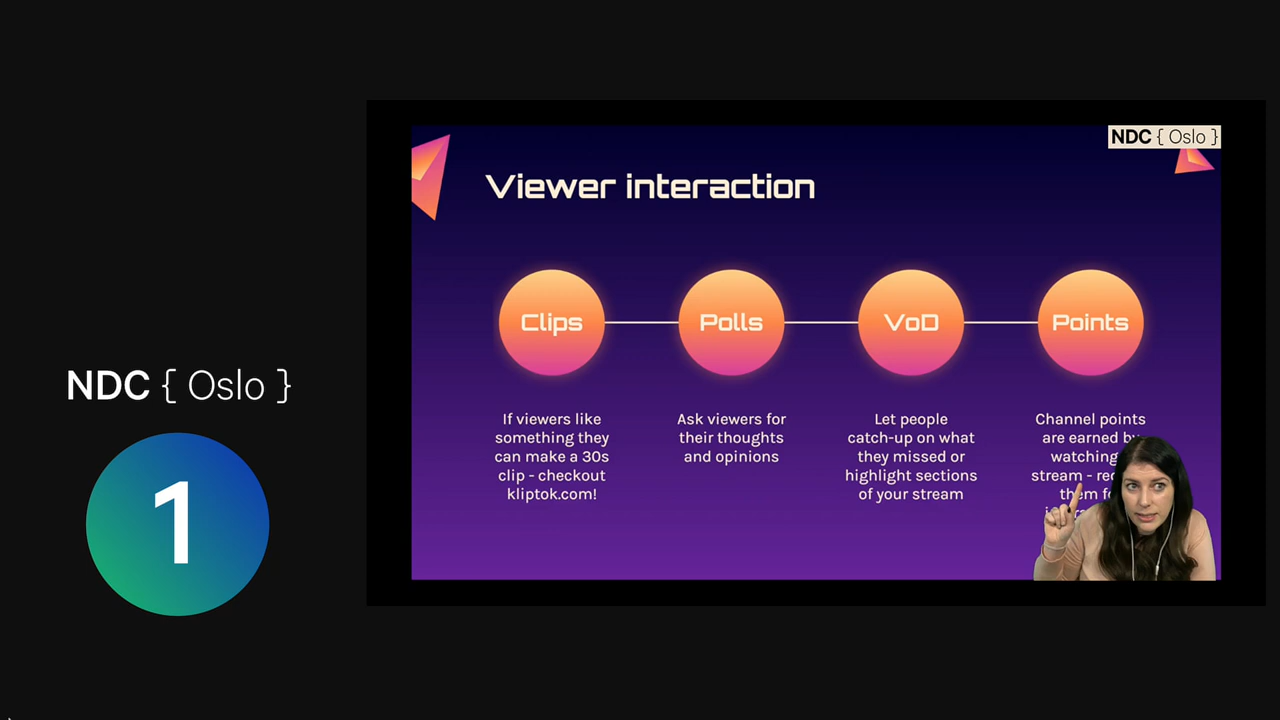 NDC { Oslo }
1
NDC { Oslo }
Viewer interaction
Clips
Polls
VoD
Points
If viewers like
something they
can make a 30s
clip - checkout
kliptok.com!
Ask viewers for
their thoughts
and opinions
Let people
catch-up on what
they missed or
highlight sections
of your stream
Channel points
are earned by
watching
stream -
them